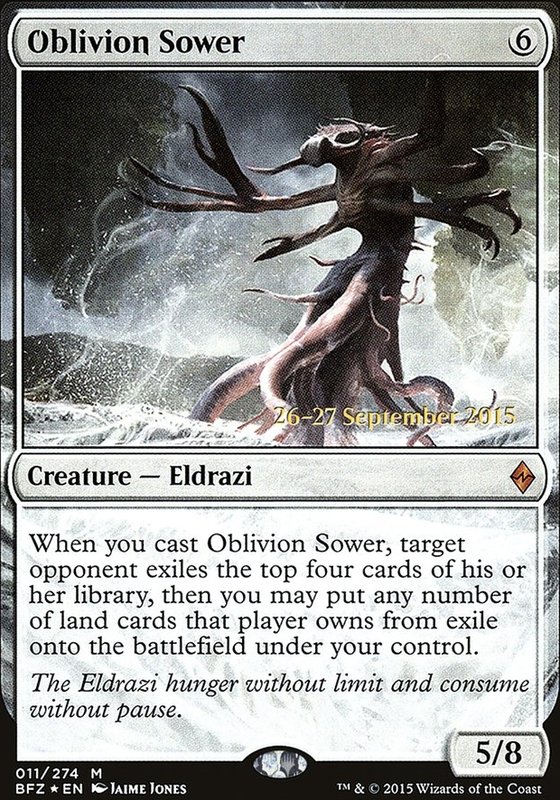 Oblivion Sower 6
26-27 September 2015
Creature — Eldrazi
When you cast Oblivion Sower, target
opponent exiles the top four cards of his or
her library, then you may put any number
of land cards that player owns from exile
onto the battlefield under your control.
The Eldrazi hunger without limit and consume
without pause.
5/8
011/274 M
BFZ ★ EN JAIME JONES
™ & © 2015 Wizards of the Coast